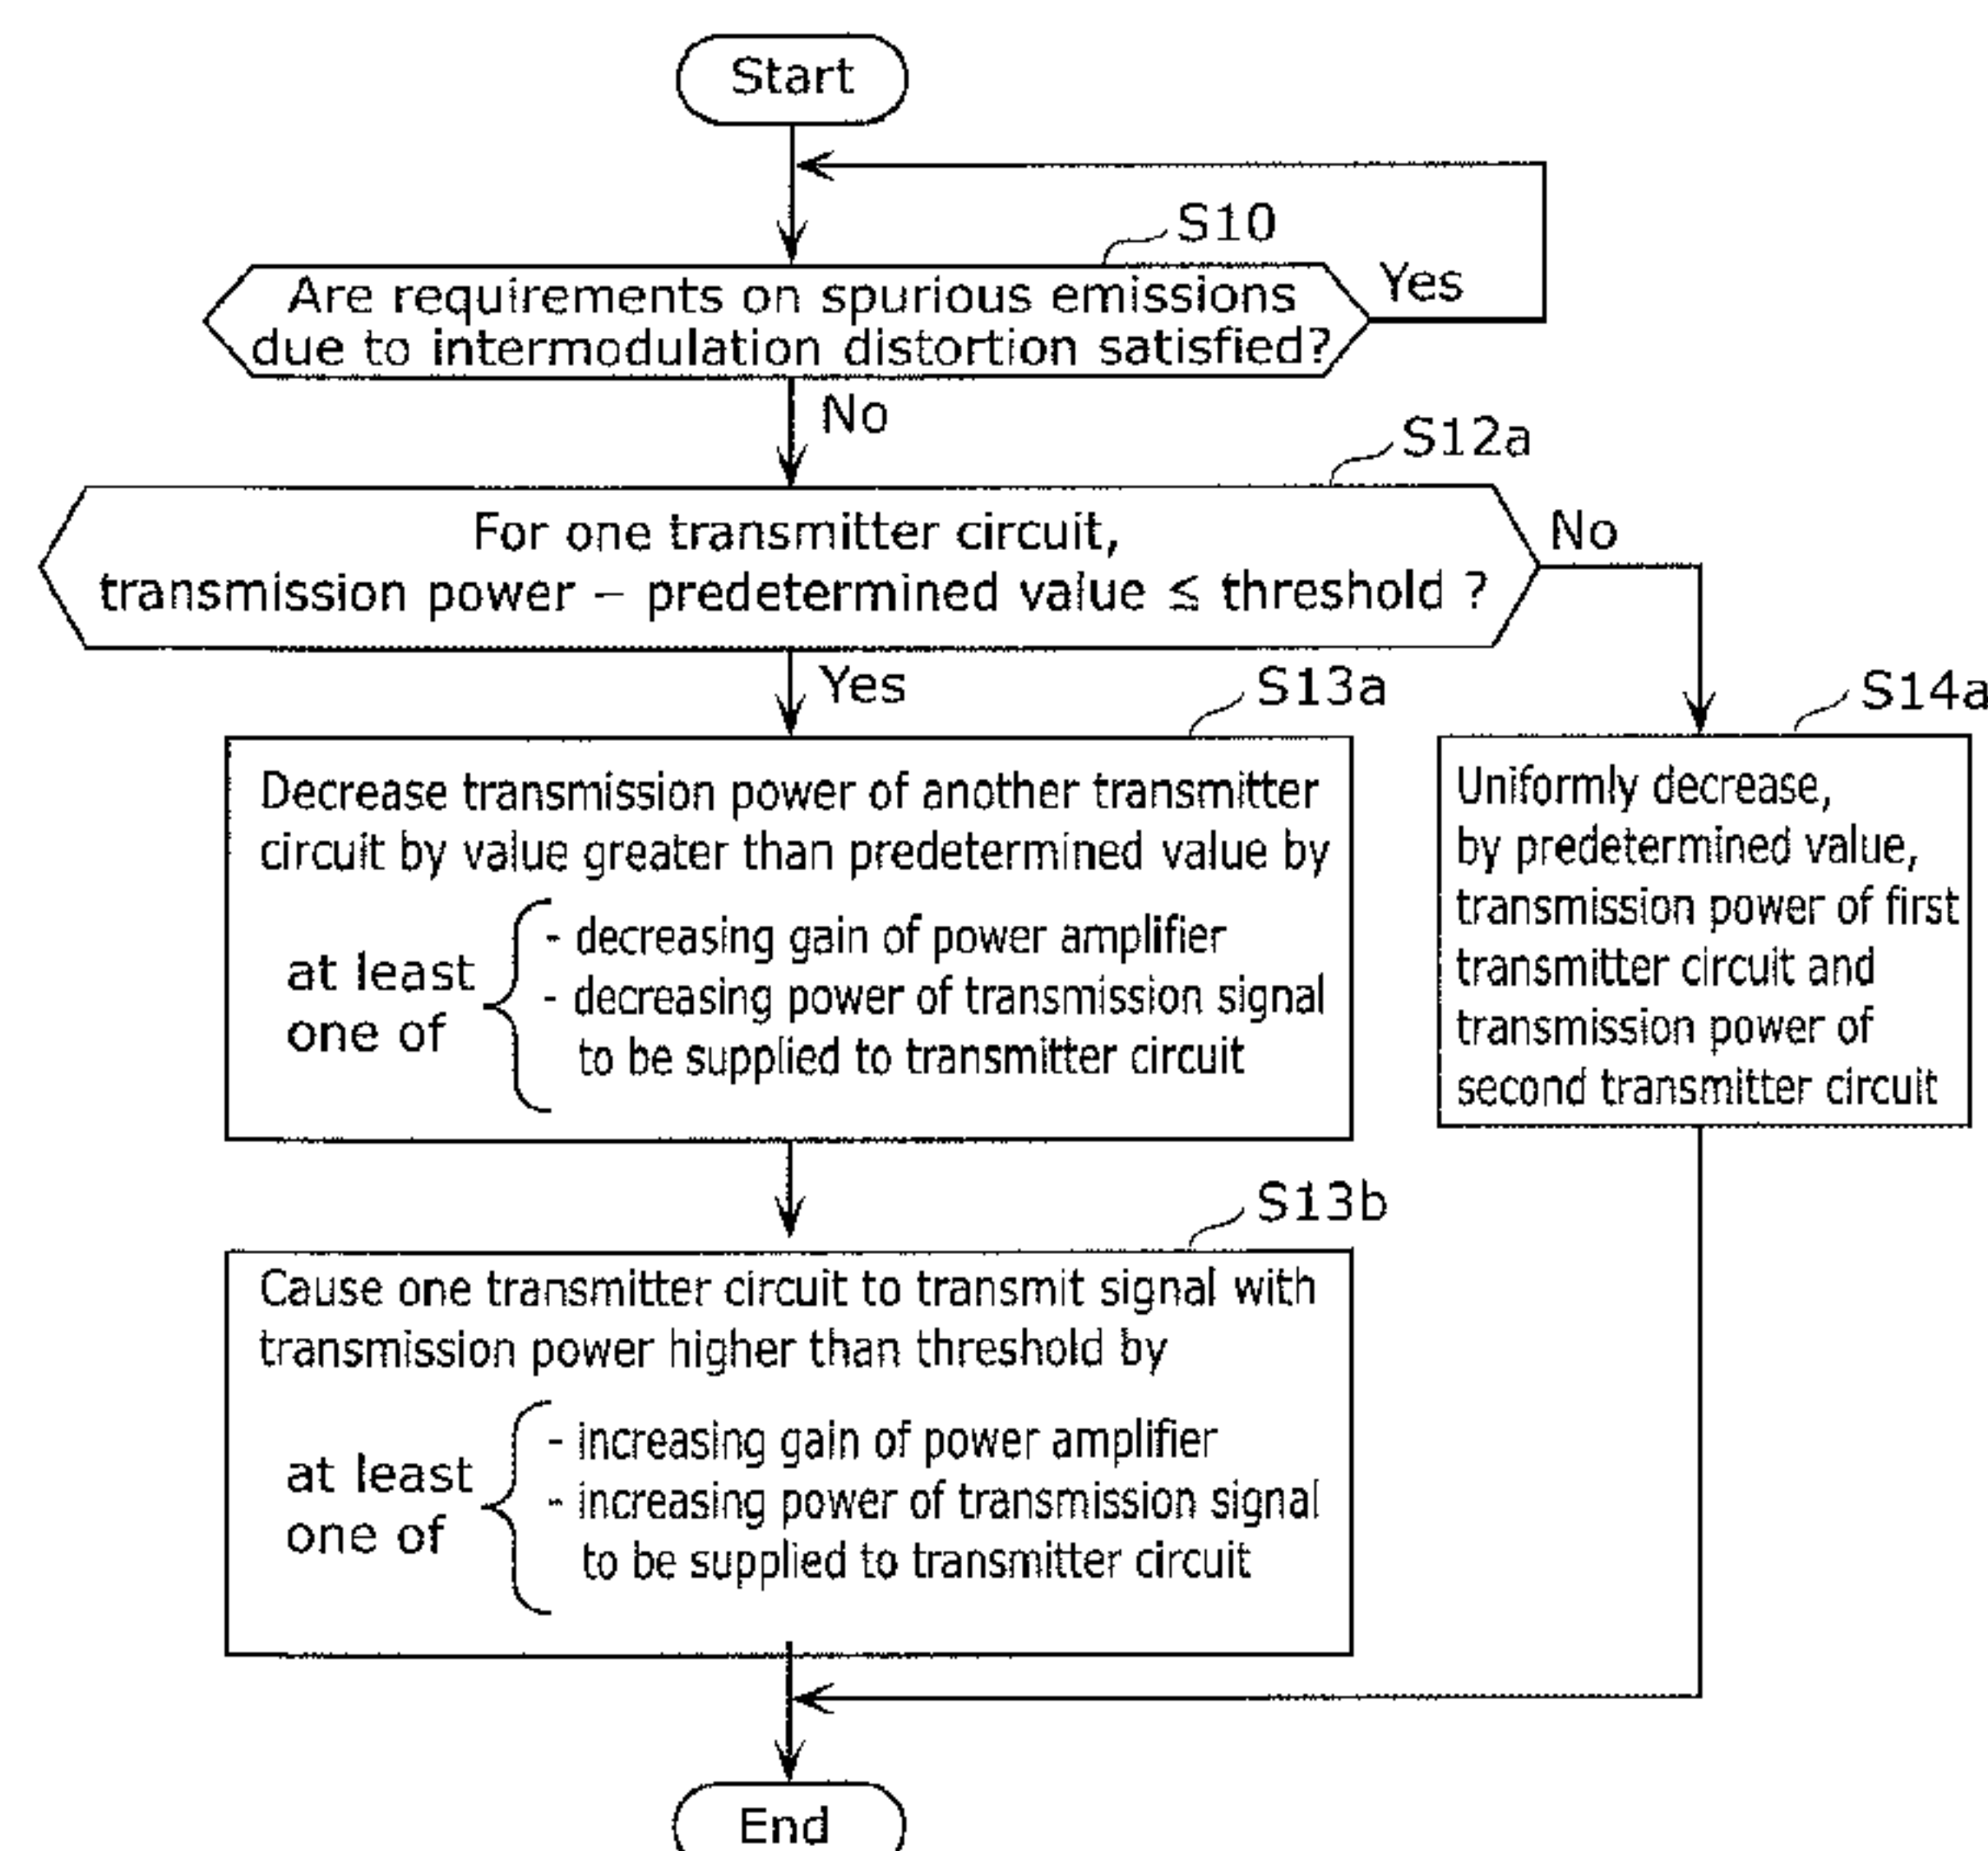 Start
S10
Are requirements on spurious emissions
due to intermodulation distortion satisfied?
Yes
No
S12a
For one transmitter circuit,
transmission power – predetermined value ≦ threshold ?
No
Yes
S13a
Decrease transmission power of another transmitter
circuit by value greater than predetermined value by
at least
one of
- decreasing gain of power amplifier
- decreasing power of transmission signal
to be supplied to transmitter circuit
S14a
Uniformly decrease,
by predetermined value,
transmission power of first
transmitter circuit and
transmission power of
second transmitter circuit
S13b
Cause one transmitter circuit to transmit signal with
transmission power higher than threshold by
at least
one of
- increasing gain of power amplifier
- increasing power of transmission signal
to be supplied to transmitter circuit
End